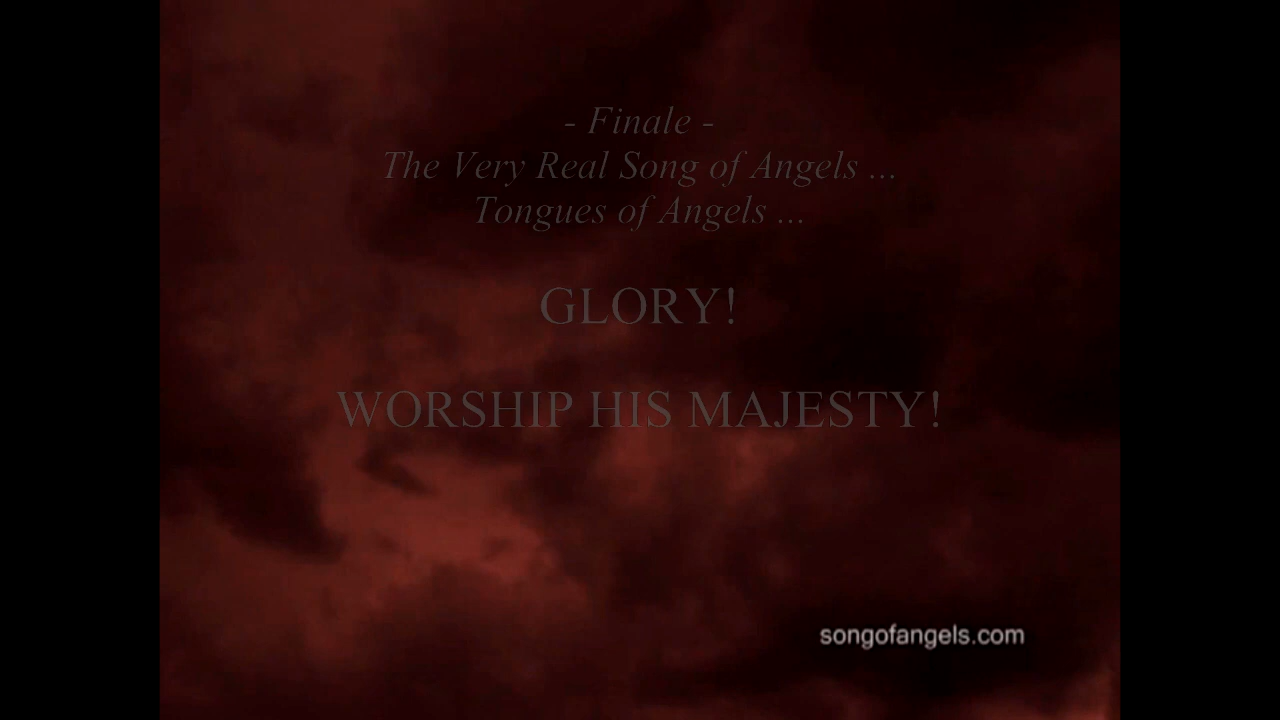 - Finale -
The Very Real Song of Angels ...
Tongues of Angels ...
GLORY!
WORSHIP HIS MAJESTY!
songofangels.com